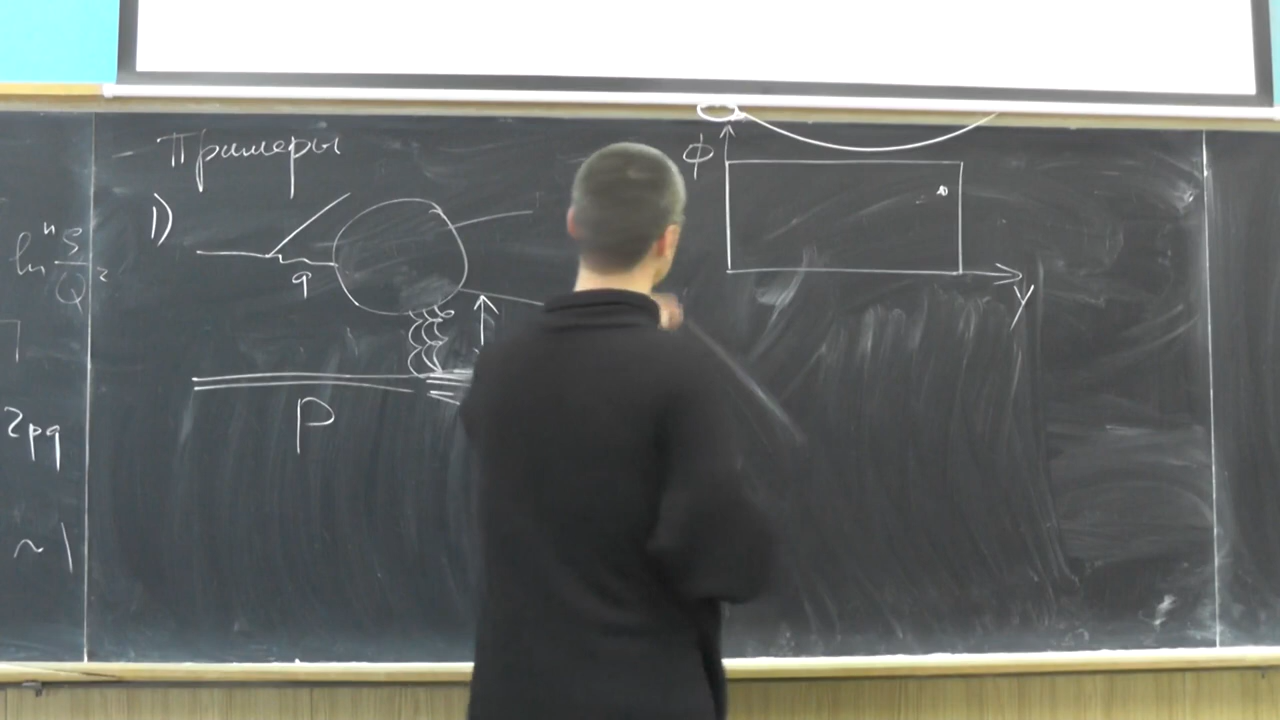 ln^n S/Q^2
2pq
~ 1
– Примеры
1)
q
P
ϕ
y